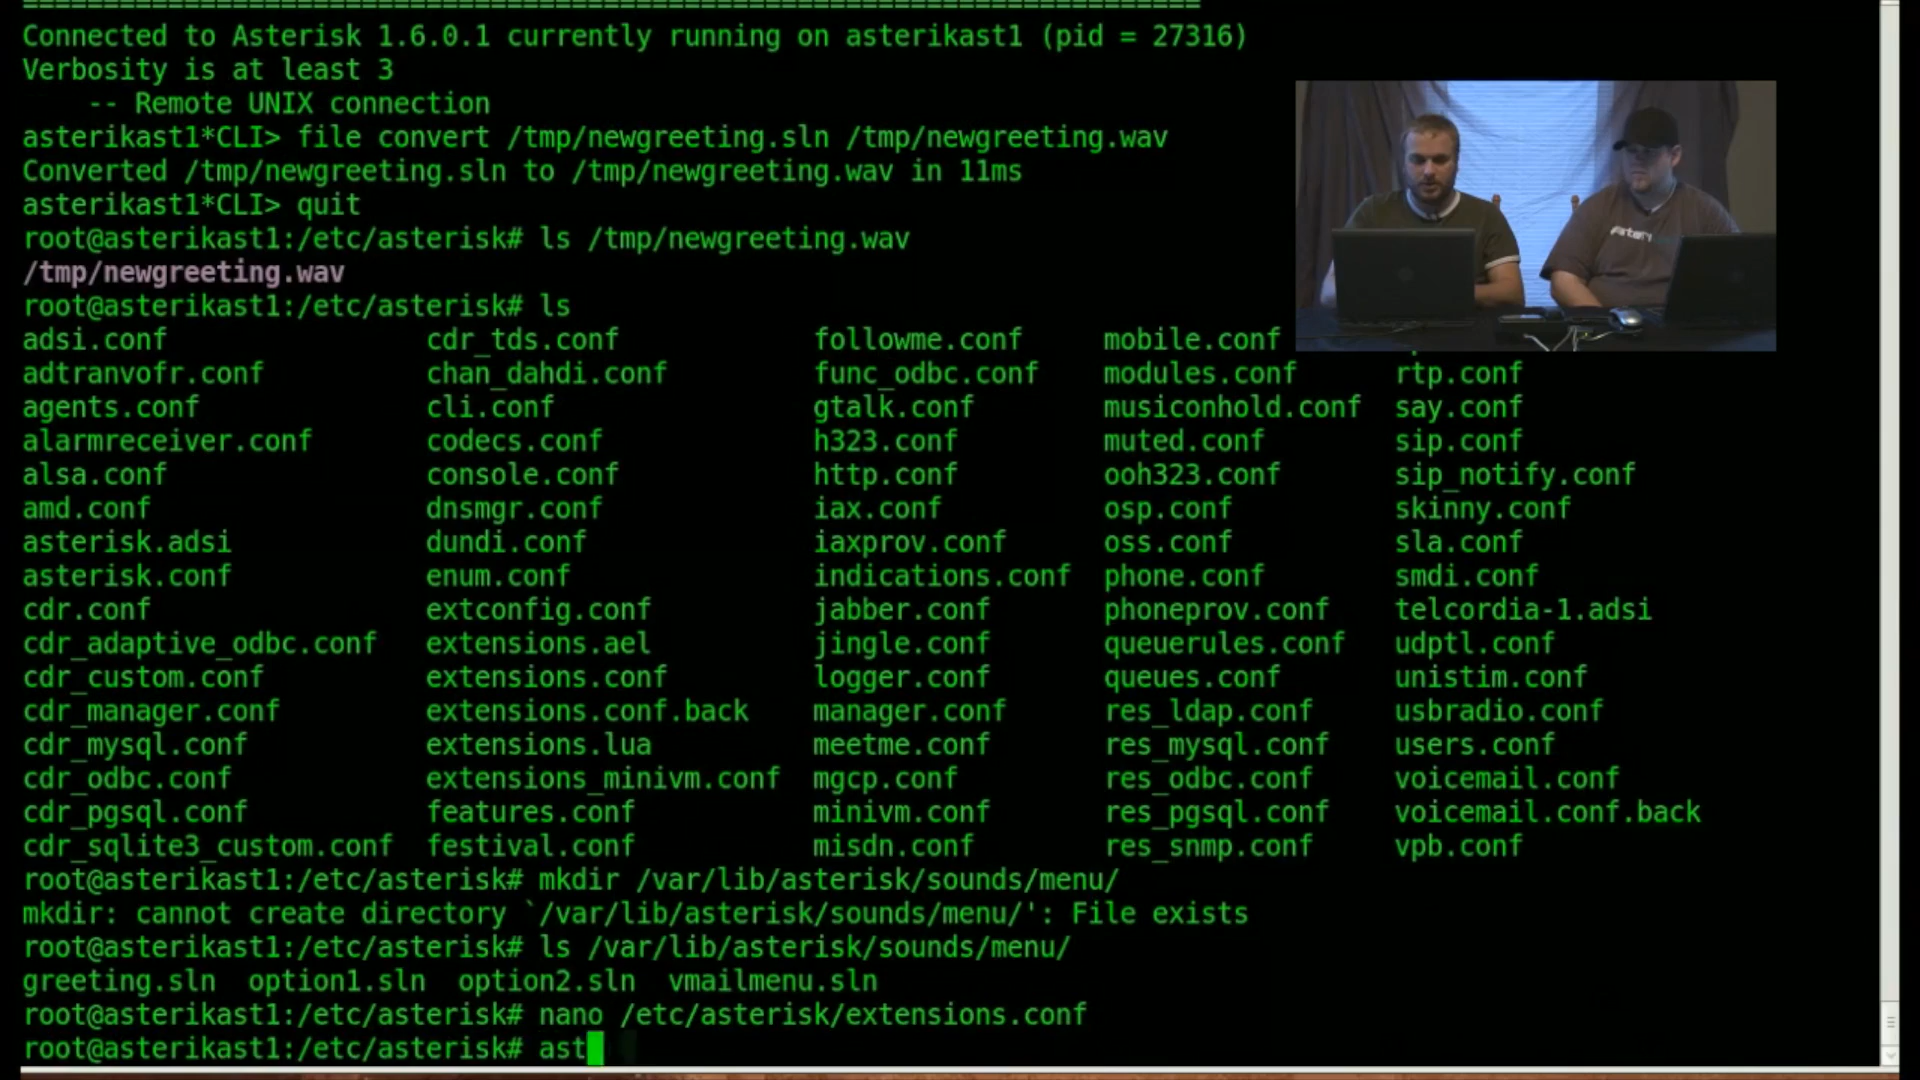 Connected to Asterisk 1.6.0.1 currently running on asterikast1 (pid = 27316)
Verbosity is at least 3
    -- Remote UNIX connection
asterikast1*CLI> file convert /tmp/newgreeting.sln /tmp/newgreeting.wav
Converted /tmp/newgreeting.sln to /tmp/newgreeting.wav in 11ms
asterikast1*CLI> quit
root@asterikast1:/etc/asterisk# ls /tmp/newgreeting.wav
/tmp/newgreeting.wav
root@asterikast1:/etc/asterisk# ls
adsi.conf cdr_tds.conf followme.conf mobile.conf
adtranvofr.conf chan_dahdi.conf func_odbc.conf modules.conf rtp.conf
agents.conf cli.conf gtalk.conf musiconhold.conf say.conf
alarmreceiver.conf codecs.conf h323.conf muted.conf sip.conf
alsa.conf console.conf http.conf ooh323.conf sip_notify.conf
amd.conf dnsmgr.conf iax.conf osp.conf skinny.conf
asterisk.adsi dundi.conf iaxprov.conf oss.conf sla.conf
asterisk.conf enum.conf indications.conf phone.conf smdi.conf
cdr.conf extconfig.conf jabber.conf phoneprov.conf telcordia-1.adsi
cdr_adaptive_odbc.conf extensions.ael jingle.conf queuerules.conf udptl.conf
cdr_custom.conf extensions.conf logger.conf queues.conf unistim.conf
cdr_manager.conf extensions.conf.back manager.conf res_ldap.conf usbradio.conf
cdr_mysql.conf extensions.lua meetme.conf res_mysql.conf users.conf
cdr_odbc.conf extensions_minivm.conf mgcp.conf res_odbc.conf voicemail.conf
cdr_pgsql.conf features.conf minivm.conf res_pgsql.conf voicemail.conf.back
cdr_sqlite3_custom.conf festival.conf misdn.conf res_snmp.conf vpb.conf
root@asterikast1:/etc/asterisk# mkdir /var/lib/asterisk/sounds/menu/
mkdir: cannot create directory `/var/lib/asterisk/sounds/menu/': File exists
root@asterikast1:/etc/asterisk# ls /var/lib/asterisk/sounds/menu/
greeting.sln option1.sln option2.sln vmailmenu.sln
root@asterikast1:/etc/asterisk# nano /etc/asterisk/extensions.conf
root@asterikast1:/etc/asterisk# ast